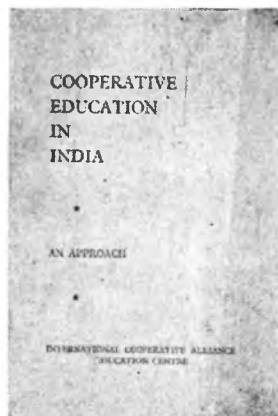 COOPERATIVE
EDUCATION
IN
INDIA
AN APPROACH
INTERNATIONAL COOPERATIVE ALLIANCE
EDUCATION CENTRE